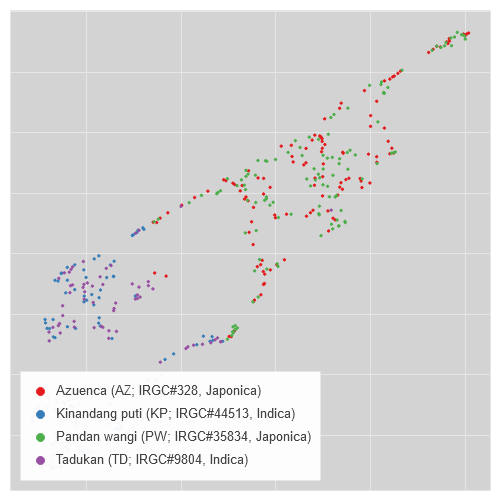 Azuenca (AZ; IRGC#328, Japonica)
Kinandang puti (KP; IRGC#44513, Indica)
Pandan wangi (PW; IRGC#35834, Japonica)
Tadukan (TD; IRGC#9804, Indica)